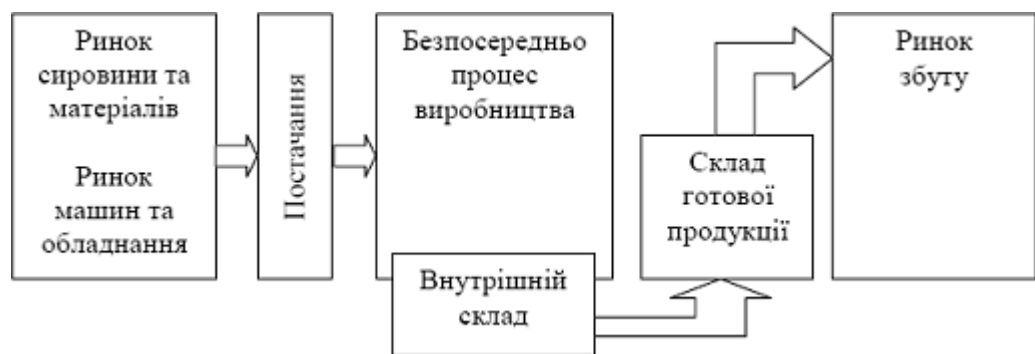 Ринок
сировини та
матеріалів
Ринок
машин та
обладнання
Постачання
Безпосередньо
процес
виробництва
Внутрішній
склад
Склад
готової
продукції
Ринок
збуту